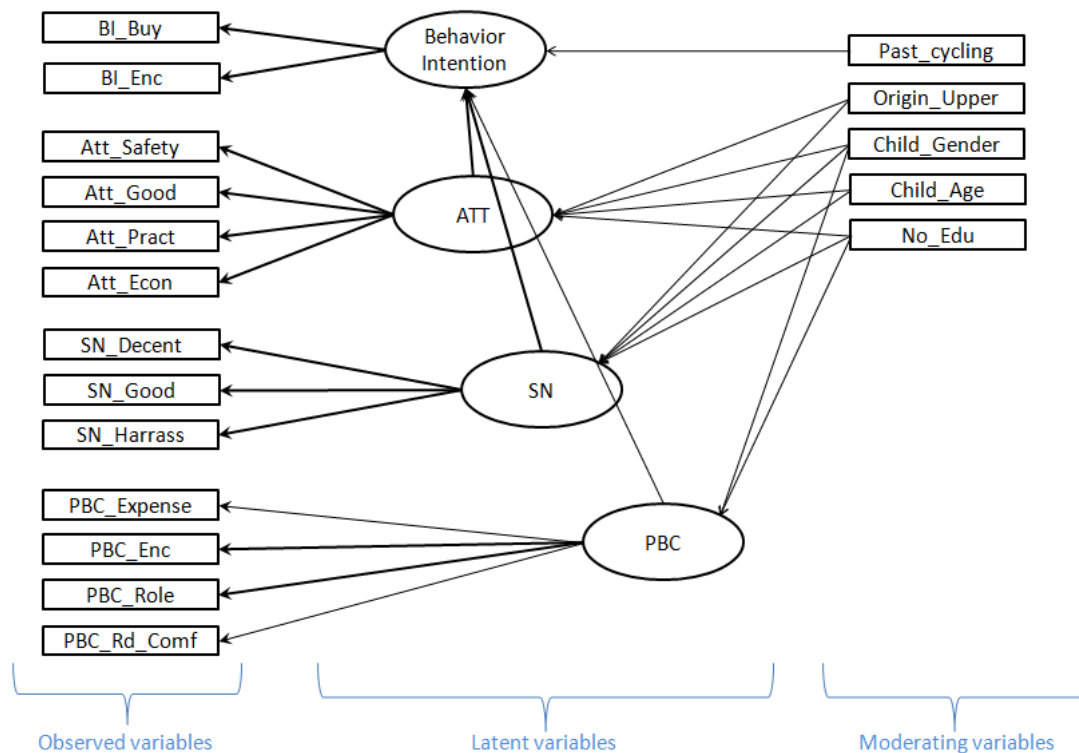 BI_Buy
BI_Enc
Att_Safety
Att_Good
Att_Pract
Att_Econ
SN_Decent
SN_Good
SN_Harrass
PBC_Expense
PBC_Enc
PBC_Role
PBC_Rd_Comf
Observed variables
Behavior
Intention
ATT
SN
PBC
Latent variables
Past_cycling
Origin_Upper
Child_Gender
Child_Age
No_Edu
Moderating variables